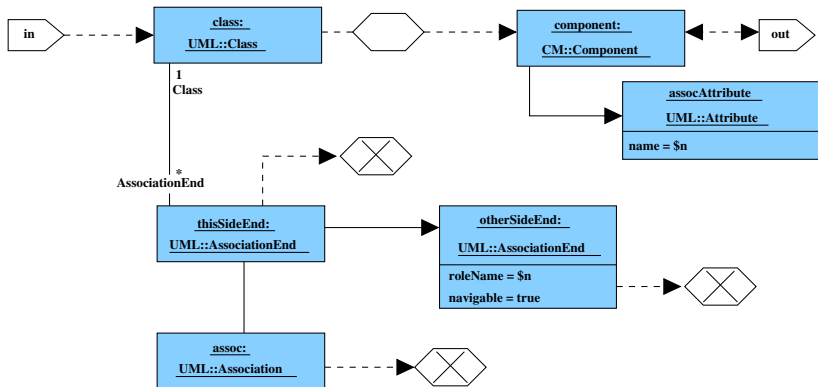 in
class:
UML::Class
component:
CM::Component
out
1
Class
assocAttribute
UML::Attribute
name = $n
*
AssociationEnd
thisSideEnd:
UML::AssociationEnd
otherSideEnd:
UML::AssociationEnd
roleName = $n
navigable = true
assoc:
UML::Association